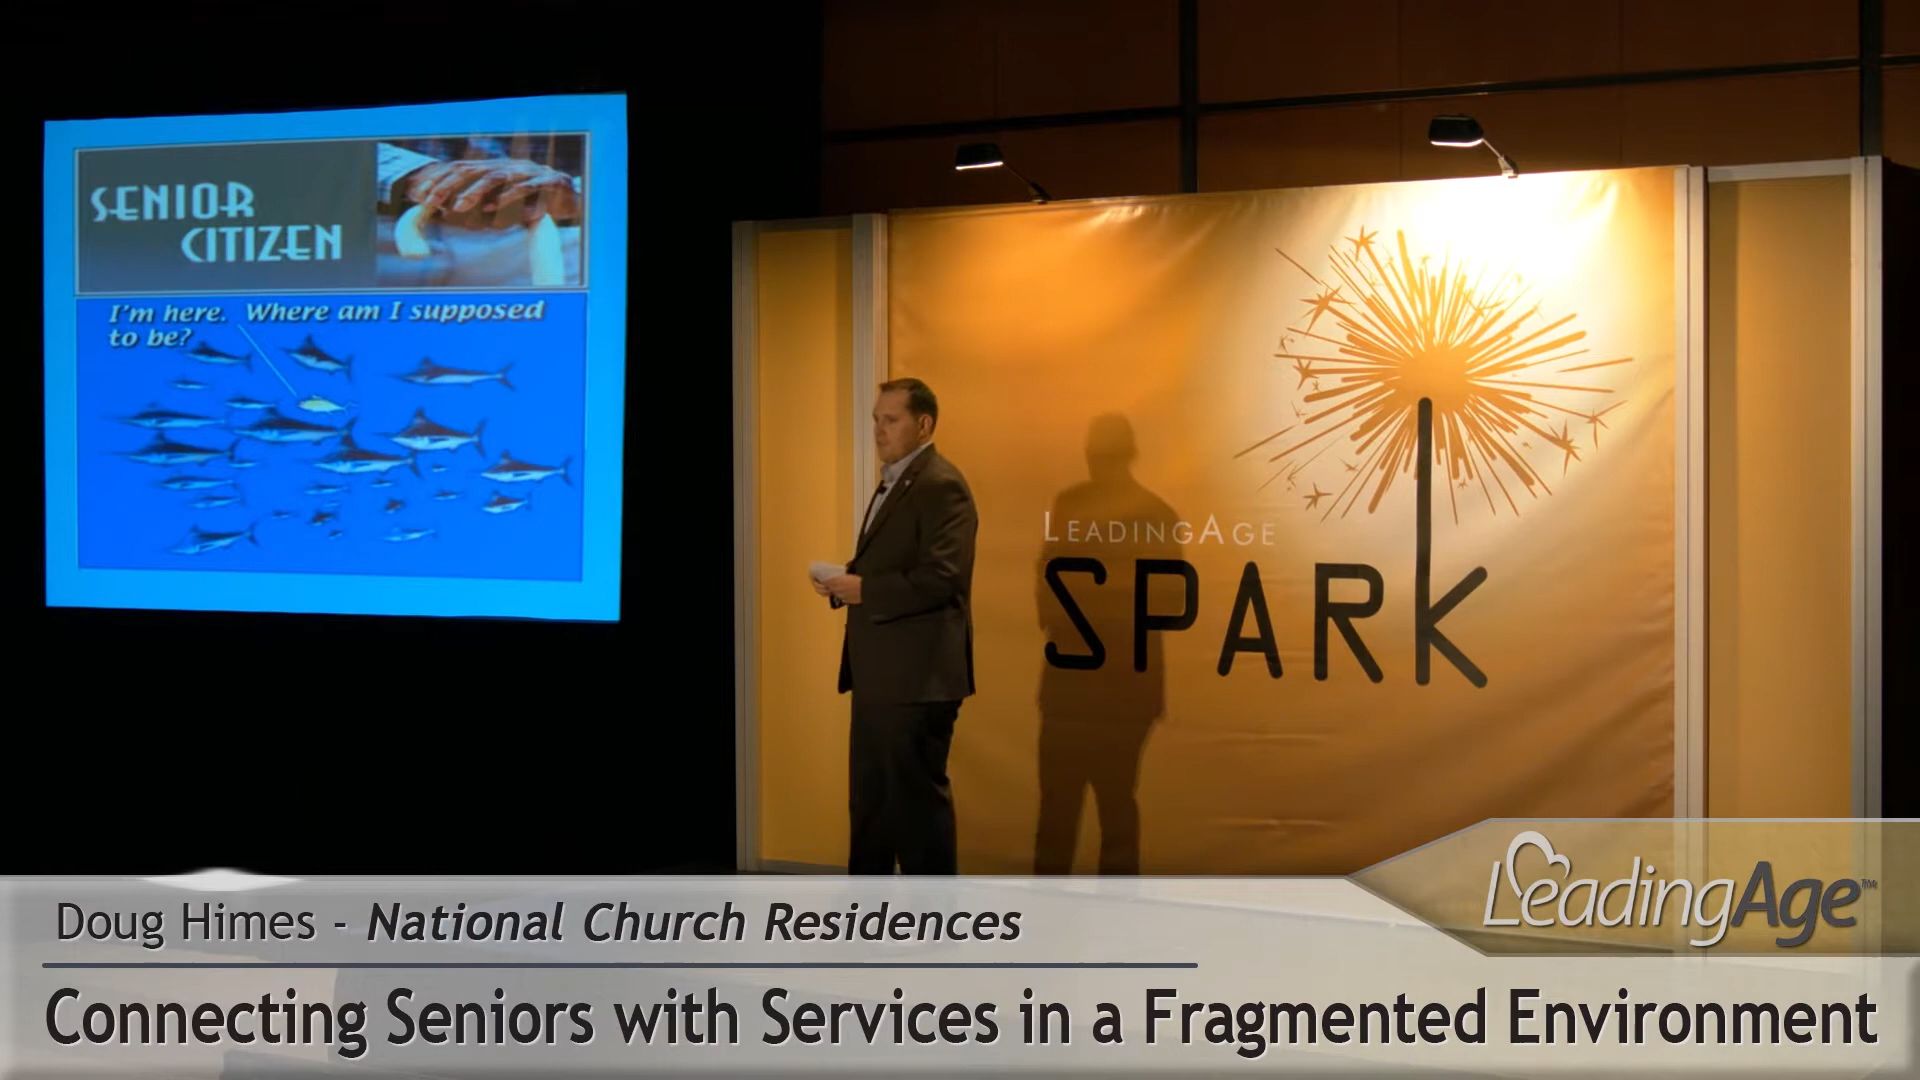 SENIOR
CITIZEN
I'm here. Where am I supposed
to be?
LEADINGAGE
SPARK
LeadingAge™
Doug Himes - National Church Residences
Connecting Seniors with Services in a Fragmented Environment